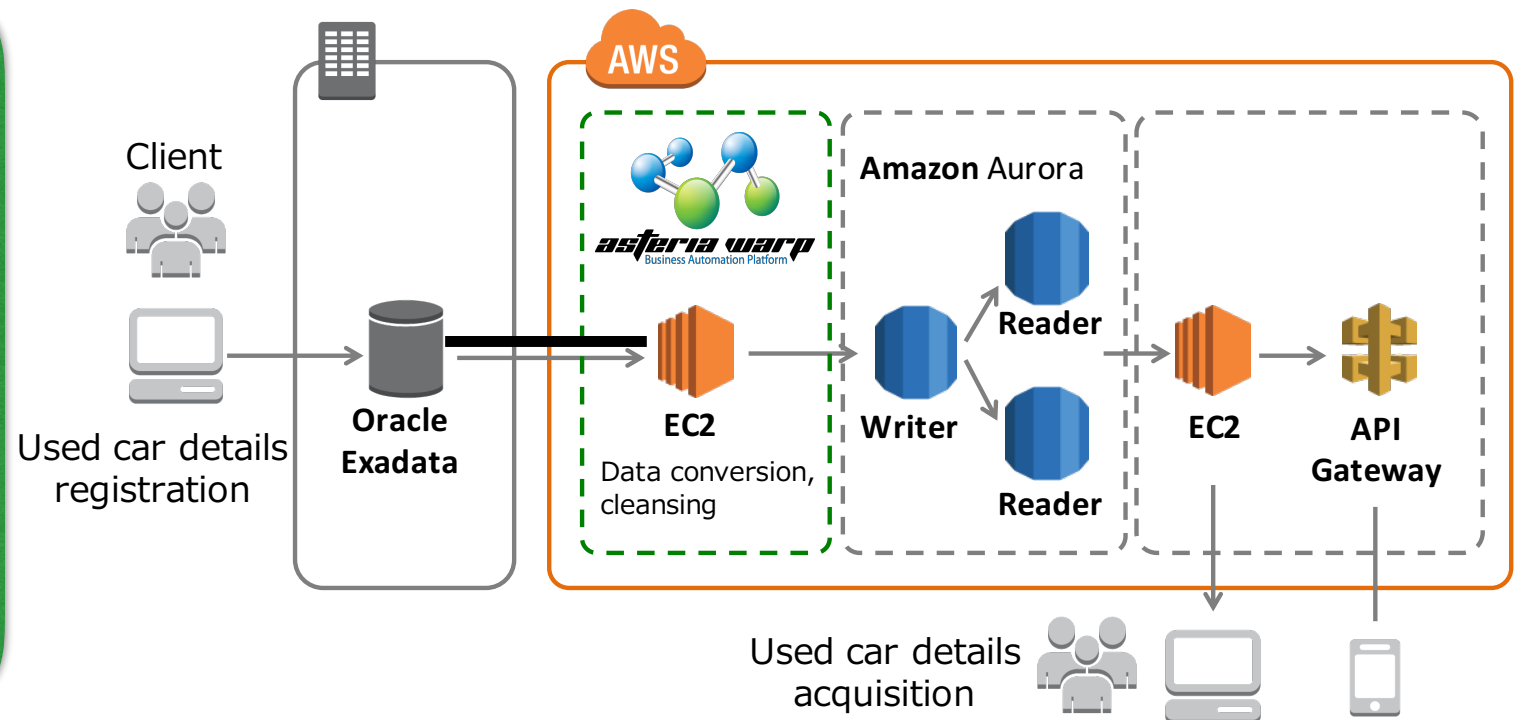 AWS
Client
Used car details
registration
Oracle
Exadata
asteria warp
Business Automation Platform
EC2
Data conversion,
cleansing
Amazon Aurora
Writer
Reader
Reader
EC2
API
Gateway
Used car details
acquisition